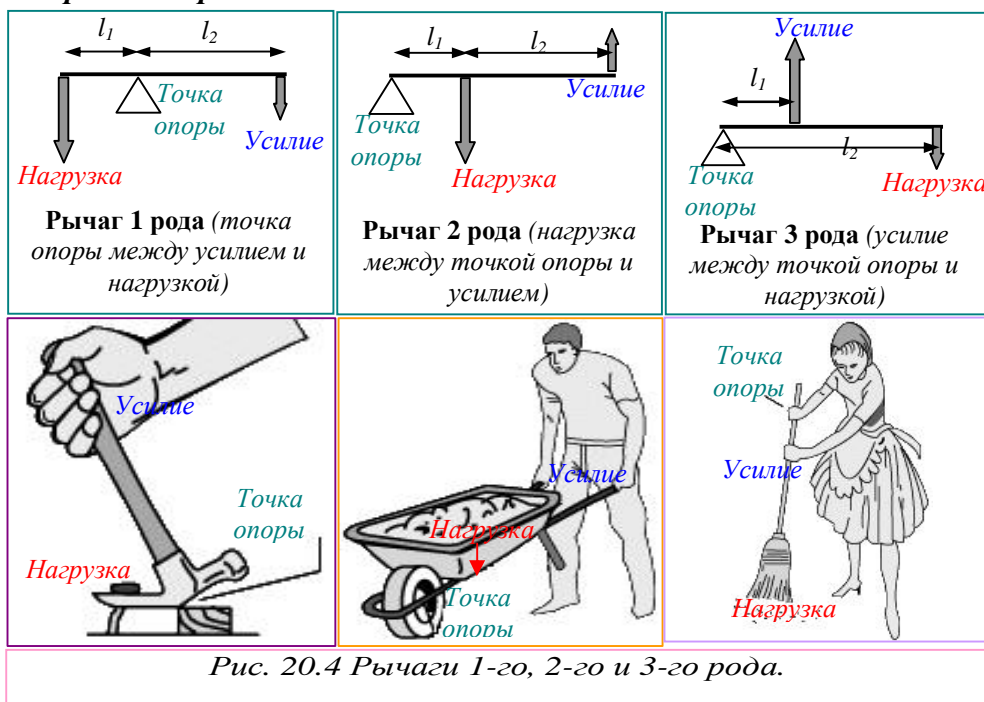 l₁
l₂
Точка
опоры
Усилие
Нагрузка
Рычаг 1 рода (точка
опоры между усилием и
нагрузкой)
l₁
l₂
Усилие
Точка
опоры
Нагрузка
Рычаг 2 рода (нагрузка
между точкой опоры и
усилием)
Усилие
l₁
l₂
Точка
опоры
Нагрузка
Рычаг 3 рода (усилие
между точкой опоры и
нагрузкой)
Усилие
Точка
опоры
Нагрузка
Усилие
Нагрузка
Точка
опоры
Точка
опоры
Усилие
Нагрузка
Рис. 20.4 Рычаги 1-го, 2-го и 3-го рода.